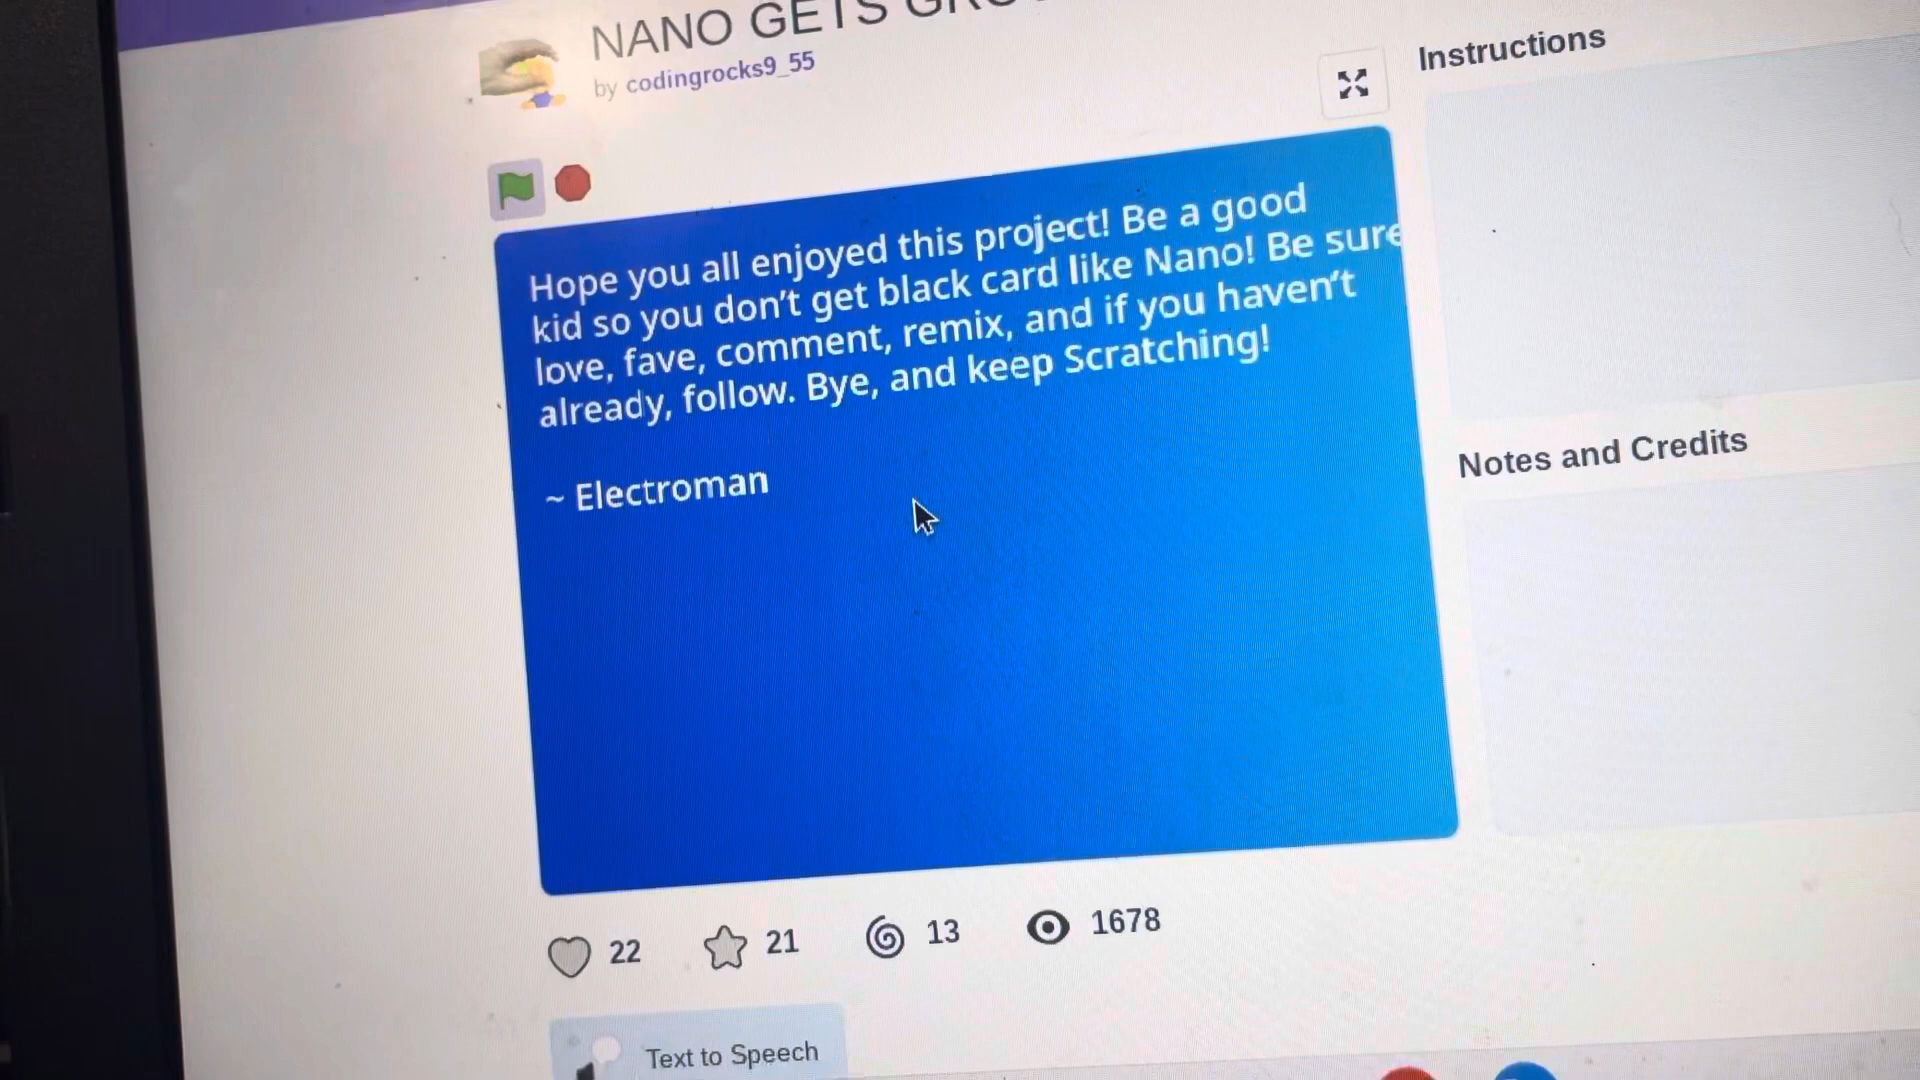 NANO GETS
by codingrocks9_55
Instructions
Hope you all enjoyed this project! Be a good
kid so you don't get black card like Nano! Be sure
love, fave, comment, remix, and if you haven't
already, follow. Bye, and keep Scratching!
~ Electroman
Notes and Credits
22 21 13 1678
Text to Speech